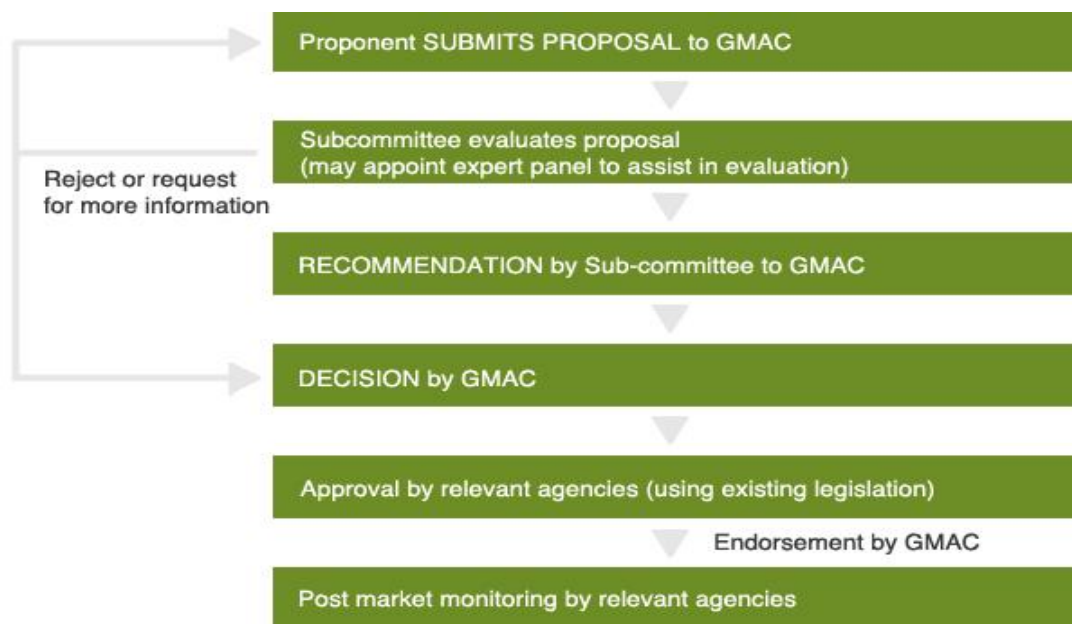 Proponent SUBMITS PROPOSAL to GMAC
Subcommittee evaluates proposal
(may appoint expert panel to assist in evaluation)
Reject or request
for more information
RECOMMENDATION by Sub-committee to GMAC
DECISION by GMAC
Approval by relevant agencies (using existing legislation)
Endorsement by GMAC
Post market monitoring by relevant agencies